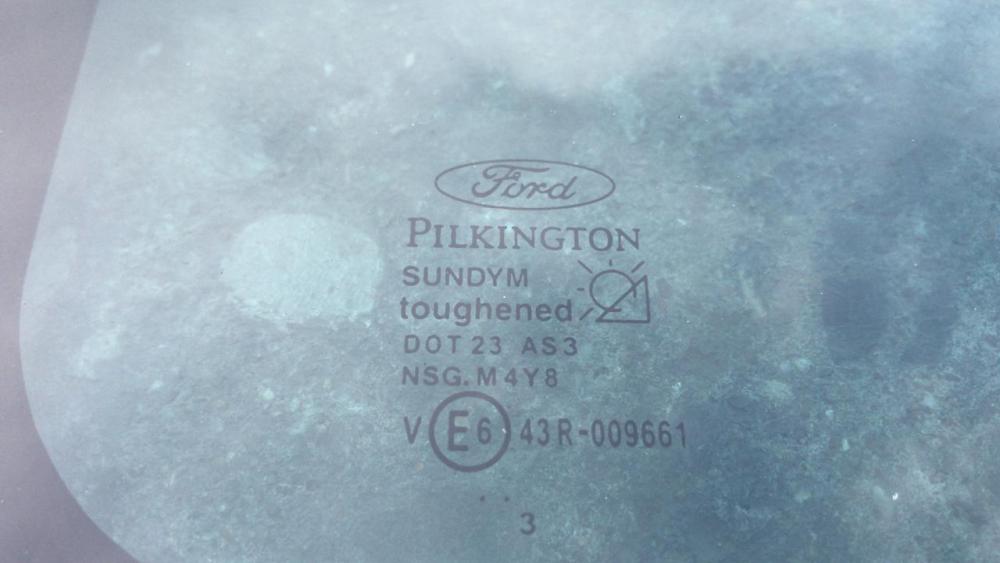 Ford
PILKINGTON
SUNDYM
toughened
DOT 23 AS3
NSG. M4Y8
V E6 43R-009661
. .
3